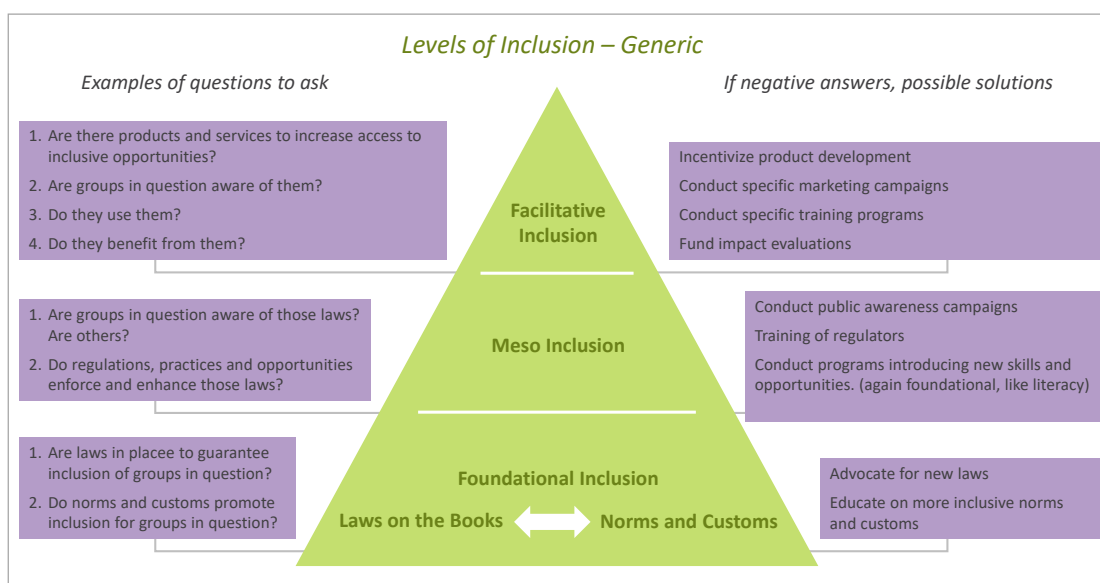 Levels of Inclusion – Generic
Examples of questions to ask
If negative answers, possible solutions
1. Are there products and services to increase access to
inclusive opportunities?
2. Are groups in question aware of them?
3. Do they use them?
4. Do they benefit from them?
Facilitative
Inclusion
Incentivize product development
Conduct specific marketing campaigns
Conduct specific training programs
Fund impact evaluations
1. Are groups in question aware of those laws?
Are others?
2. Do regulations, practices and opportunities
enforce and enhance those laws?
Meso Inclusion
Conduct public awareness campaigns
Training of regulators
Conduct programs introducing new skills and
opportunities. (again foundational, like literacy)
1. Are laws in placee to guarantee
inclusion of groups in question?
2. Do norms and customs promote
inclusion for groups in question?
Foundational Inclusion
Laws on the Books
Norms and Customs
Advocate for new laws
Educate on more inclusive norms
and customs